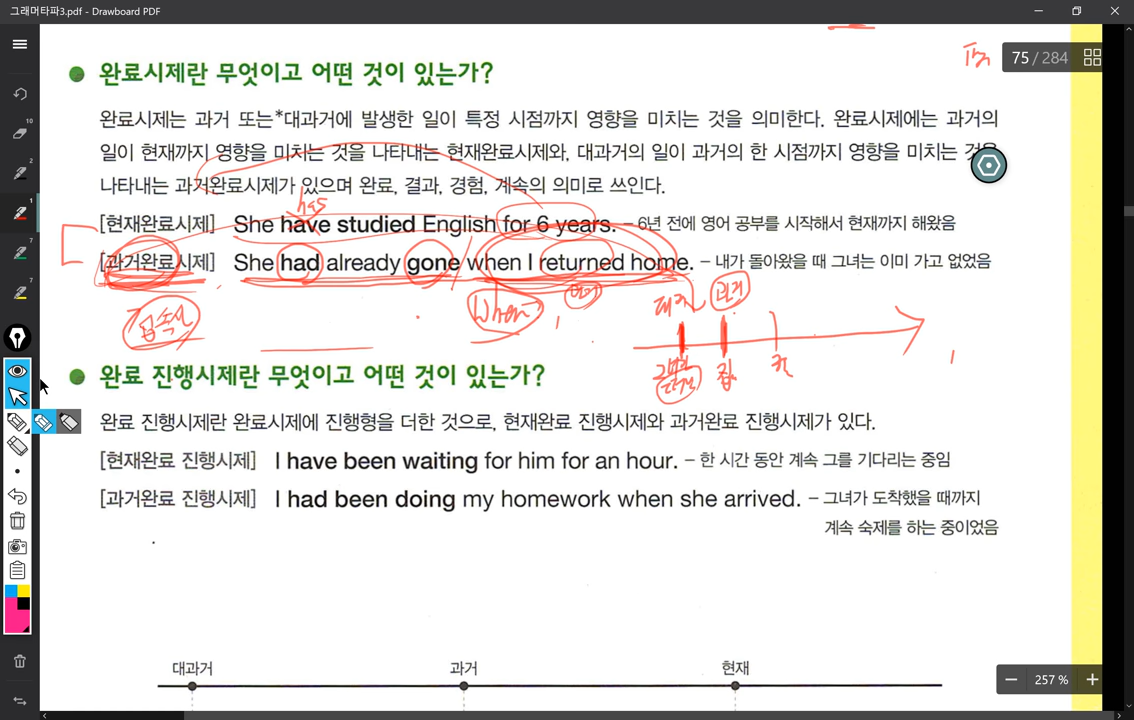 그래머타파3.pdf - Drawboard PDF
75 / 284
완료시제란 무엇이고 어떤 것이 있는가?
완료시제는 과거 또는*대과거에 발생한 일이 특정 시점까지 영향을 미치는 것을 의미한다. 완료시제에는 과거의
일이 현재까지 영향을 미치는 것을 나타내는 현재완료시제와, 대과거의 일이 과거의 한 시점까지 영향을 미치는 것을
나타내는 과거완료시제가 있으며 완료, 결과, 경험, 계속의 의미로 쓰인다.
has
[현재완료시제] She have studied English for 6 years. – 6년 전에 영어 공부를 시작해서 현재까지 해왔음
[과거완료시제] She had already gone when I returned home. – 내가 돌아왔을 때 그녀는 이미 가고 없었음
접속사 When 과거 대과거 과거
집
완료 진행시제란 무엇이고 어떤 것이 있는가?
완료 진행시제란 완료시제에 진행형을 더한 것으로, 현재완료 진행시제와 과거완료 진행시제가 있다.
[현재완료 진행시제] I have been waiting for him for an hour. – 한 시간 동안 계속 그를 기다리는 중임
[과거완료 진행시제] I had been doing my homework when she arrived. – 그녀가 도착했을 때까지
계속 숙제를 하는 중이었음
대과거 과거 현재
257 %